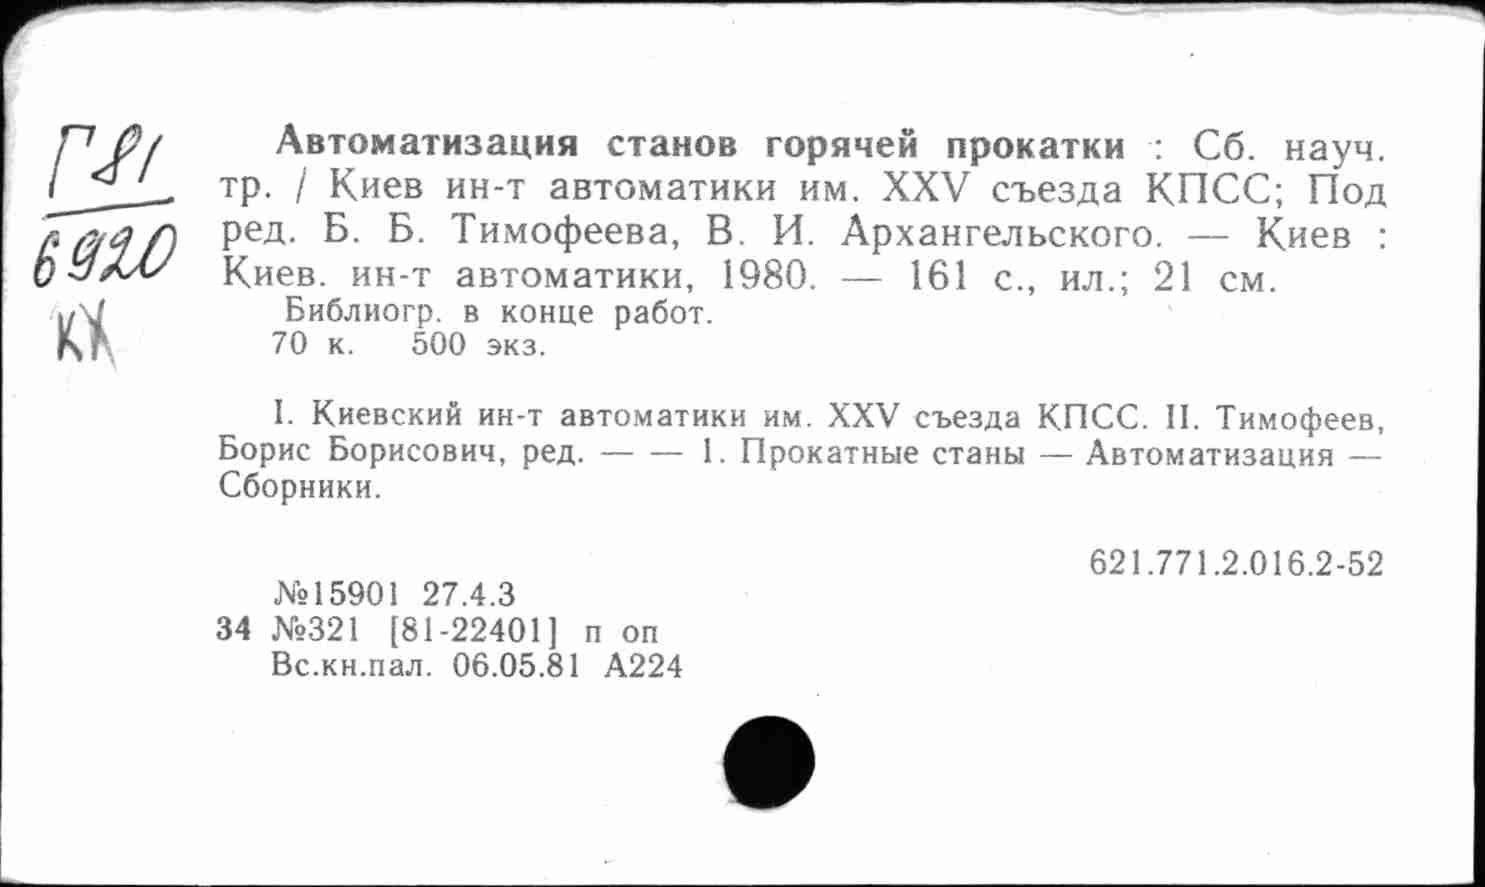 Г81
6920
кх
Автоматизация станов горячей прокатки : Сб. науч.
тр. / Киев ин-т автоматики им. XXV съезда КПСС; Под
ред. Б. Б. Тимофеева, В. И. Архангельского. — Киев :
Киев. ин-т автоматики, 1980. — 161 с., ил.; 21 см.
Библиогр. в конце работ.
70 к. 500 экз.
I. Киевский ин-т автоматики им. XXV съезда КПСС. II. Тимофеев,
Борис Борисович, ред. — — 1. Прокатные станы — Автоматизация —
Сборники.
621.771.2.016.2-52
№15901 27.4.3
34 №321 [81-22401] п оп
Вс.кн.пал. 06.05.81 А224